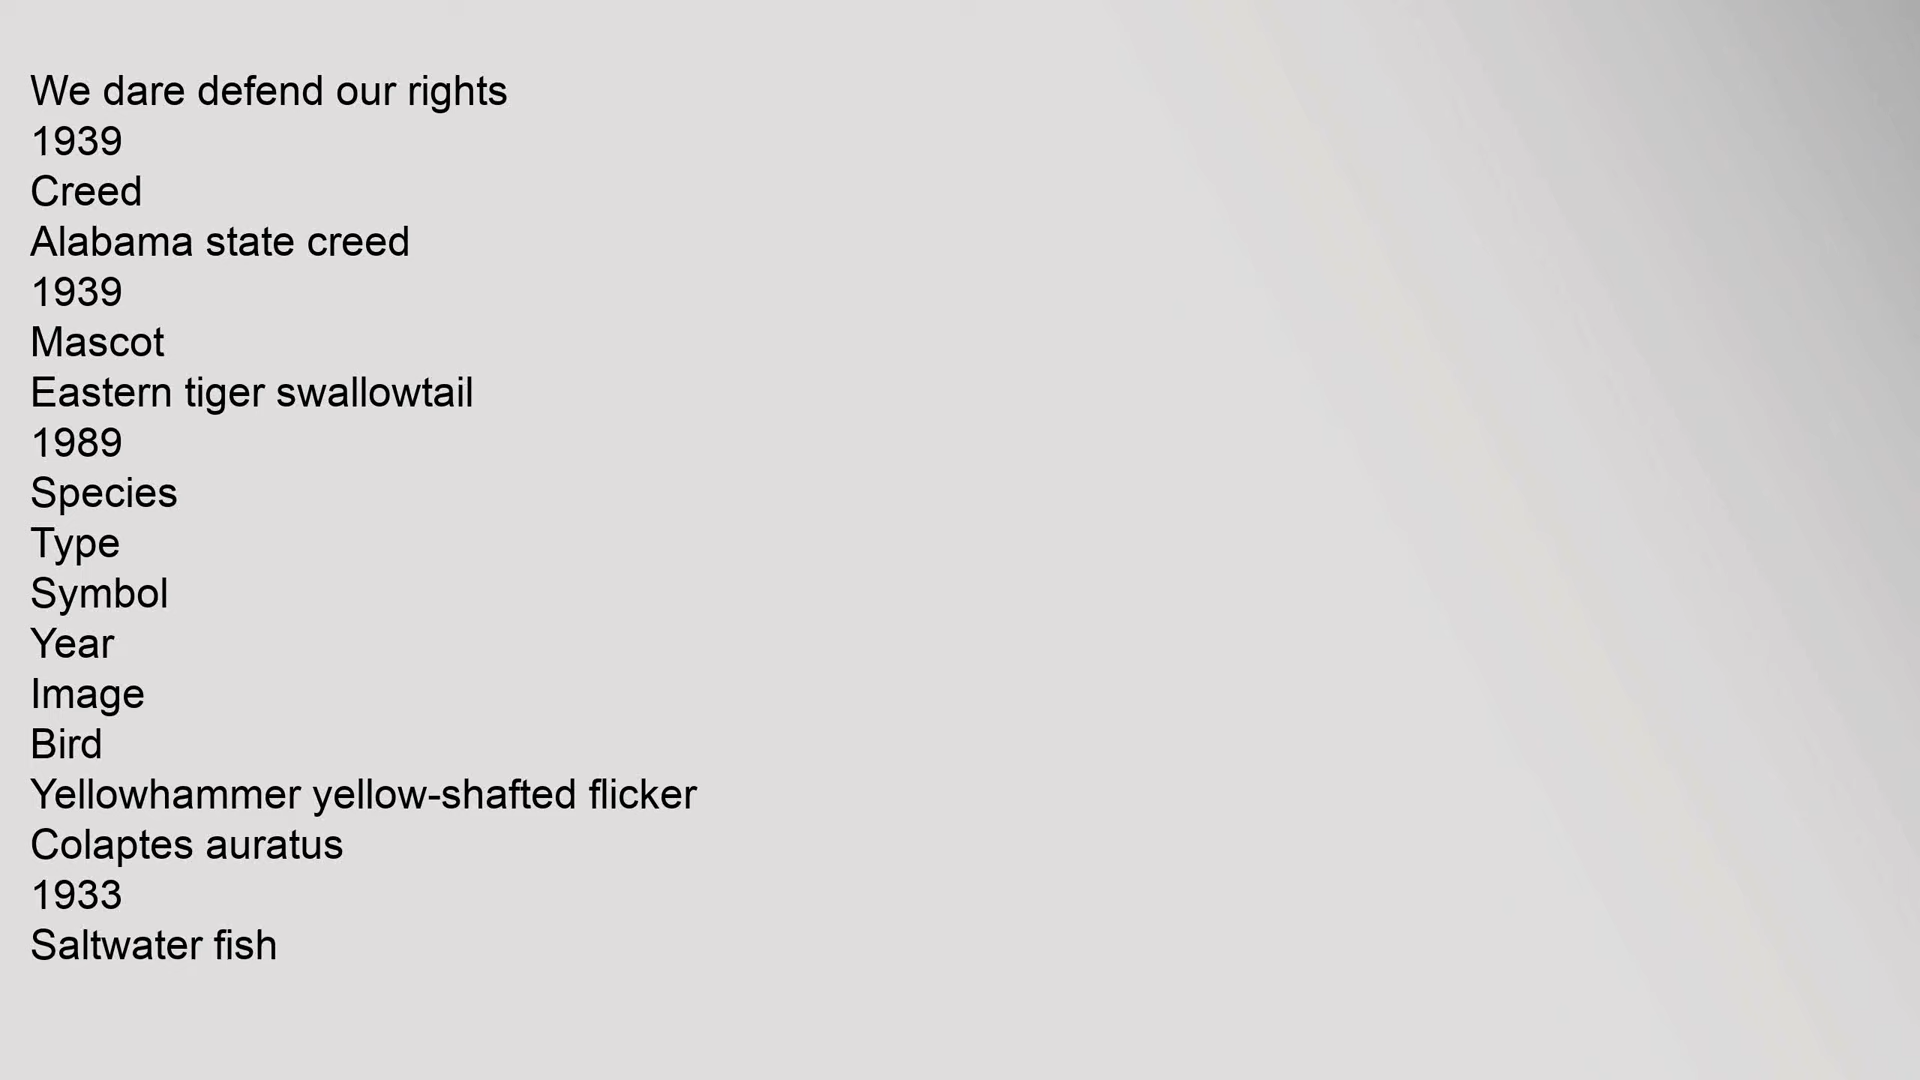 We dare defend our rights
1939
Creed
Alabama state creed
1939
Mascot
Eastern tiger swallowtail
1989
Species
Type
Symbol
Year
Image
Bird
Yellowhammer yellow-shafted flicker
Colaptes auratus
1933
Saltwater fish